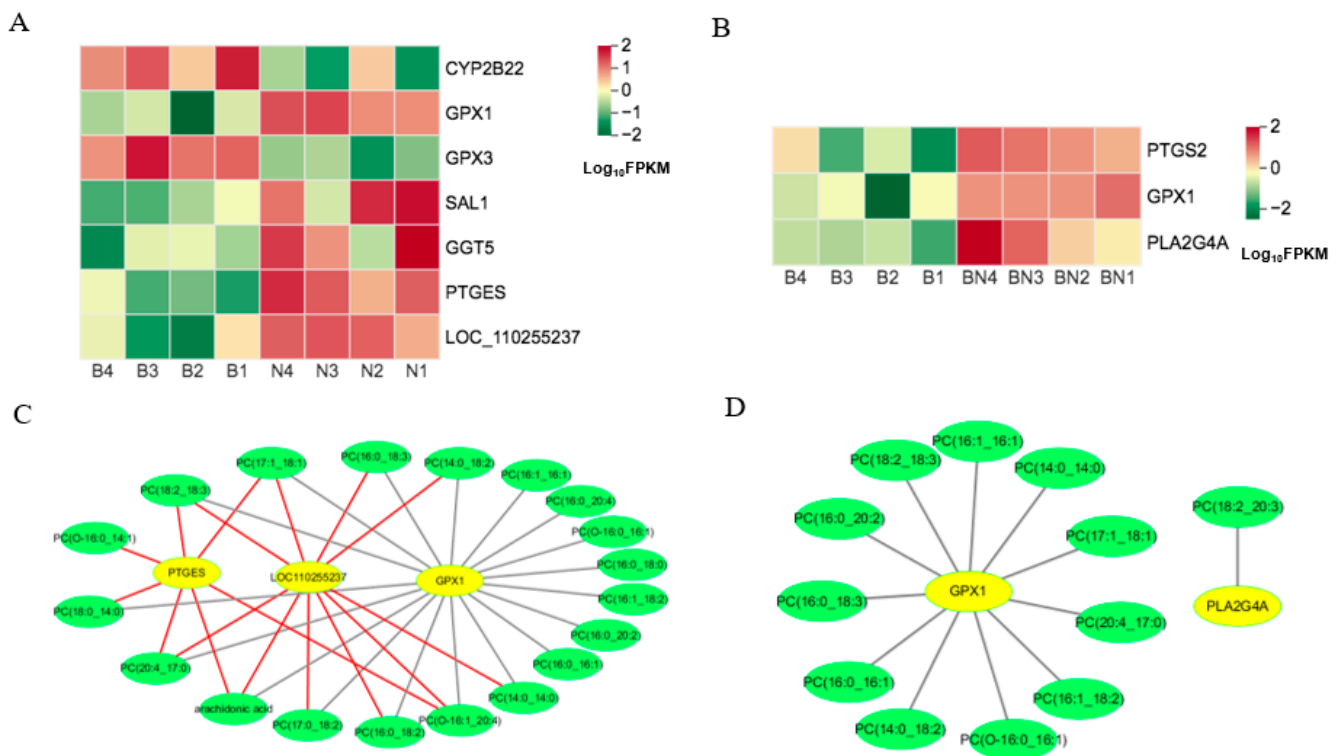 A
CYP2B22
GPX1
GPX3
SAL1
GGT5
PTGES
LOC_110255237
B4 B3 B2 B1 N4 N3 N2 N1
2
1
0
−1
−2
Log₁₀FPKM
B
PTGS2
GPX1
PLA2G4A
B4 B3 B2 B1 BN4 BN3 BN2 BN1
2
0
−2
Log₁₀FPKM
C
PC(17:1_18:1)
PC(16:0_18:3)
PC(14:0_18:2)
PC(16:1_16:1)
PC(18:2_18:3)
PC(16:0_20:4)
PC(O-16:0_14:1)
PC(O-16:0_16:1)
PTGES
LOC110255237
GPX1
PC(16:0_18:0)
PC(16:1_18:2)
PC(18:0_14:0)
PC(16:0_20:2)
PC(20:4_17:0)
PC(16:0_16:1)
PC(14:0_14:0)
arachidonic acid
PC(17:0_18:2)
PC(16:0_18:2)
PC(O-16:1_20:4)
D
PC(16:1_16:1)
PC(18:2_18:3)
PC(14:0_14:0)
PC(16:0_20:2)
PC(17:1_18:1)
PC(18:2_20:3)
GPX1
PLA2G4A
PC(16:0_18:3)
PC(20:4_17:0)
PC(16:0_16:1)
PC(16:1_18:2)
PC(14:0_18:2)
PC(O-16:0_16:1)